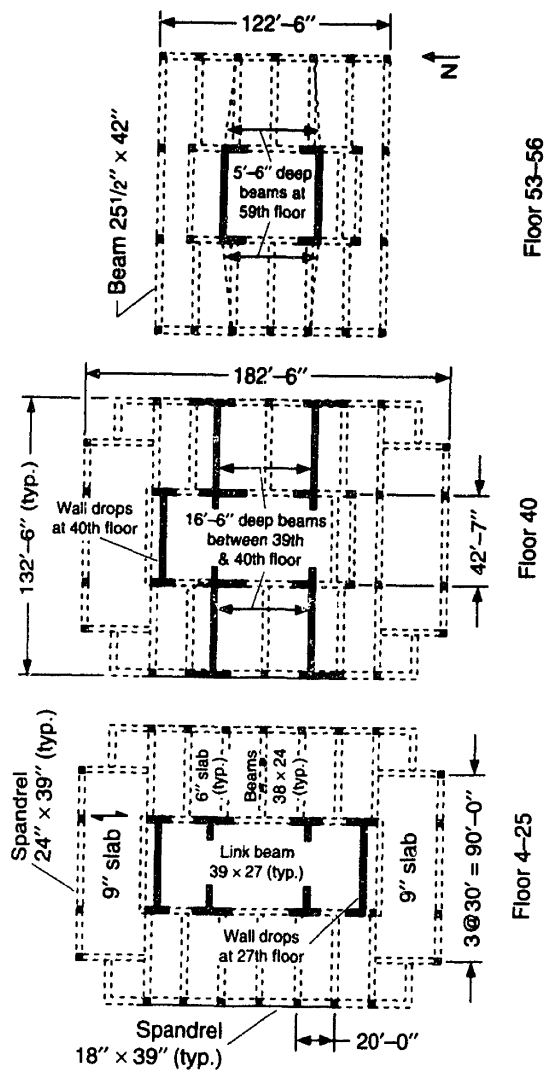 122′–6″
N
5′–6″ deep
beams at
59th floor
Beam 25 1/2″ × 42″
Floor 53–56
182′–6″
132′–6″ (typ.)
Wall drops
at 40th floor
16′–6″ deep beams
between 39th
& 40th floor
42′–7″
Floor 40
Spandrel
24″ × 39″ (typ.)
9″ slab
6″ slab
(typ.)
Beams
38 × 24
(typ.)
Link beam
39 × 27 (typ.)
9″ slab
3 @30′ = 90′–0″
Floor 4–25
Wall drops
at 27th floor
Spandrel
18″ × 39″ (typ.)
20′–0″